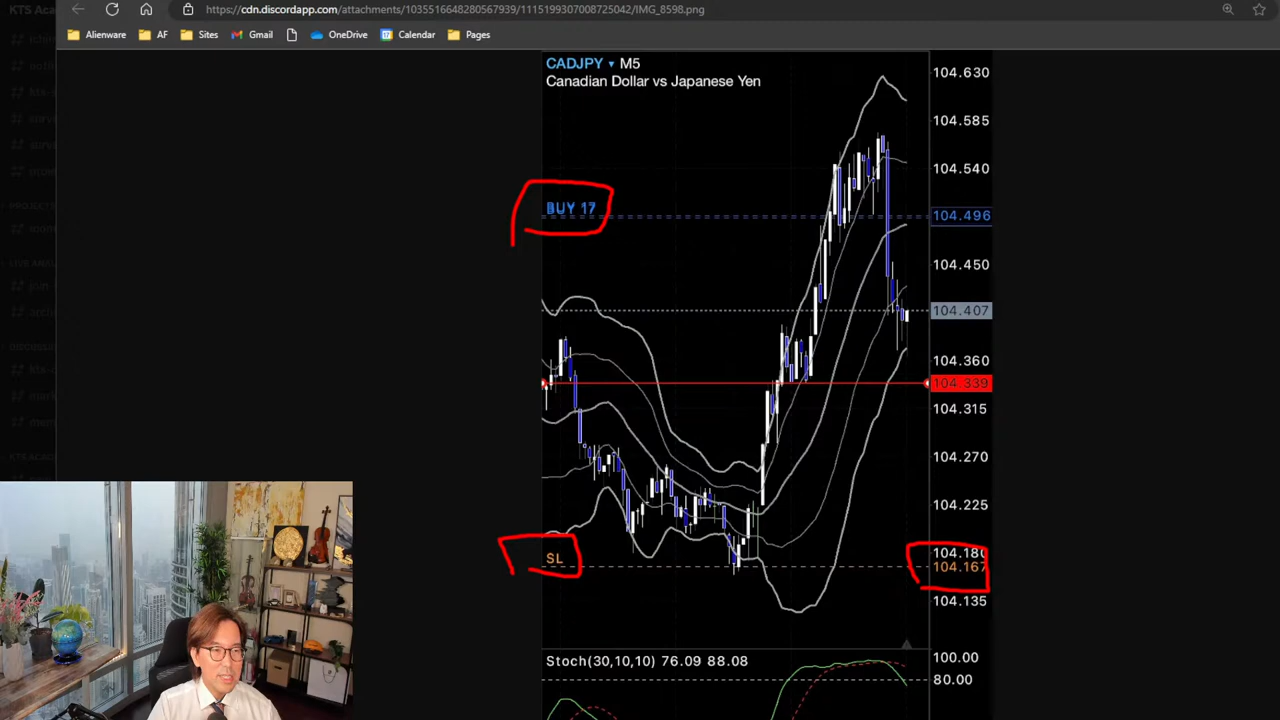 https://cdn.discordapp.com/attachments/1035516648280567939/1115199307008725042/IMG_8598.png
Alienware
AF
Sites
Gmail
OneDrive
Calendar
Pages
CADJPY M5
Canadian Dollar vs Japanese Yen
104.630
104.585
104.540
BUY 17
104.496
104.450
104.407
104.360
104.339
104.315
104.270
104.225
104.180
SL
104.167
104.135
Stoch(30,10,10) 76.09 88.08
100.00
80.00